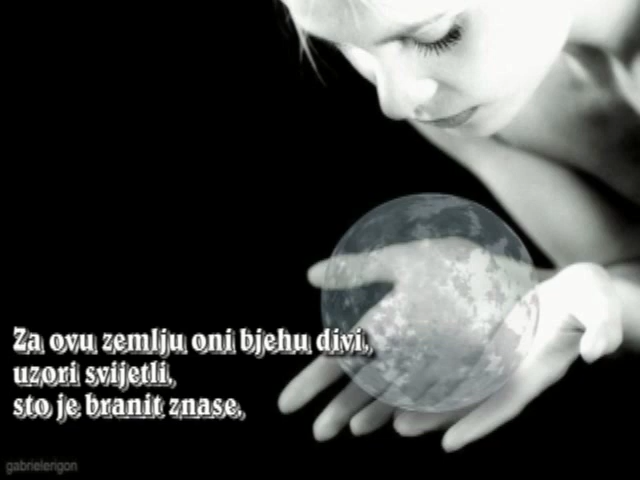 Za ovu zemlju oni bjehu divi,
uzori svijetli,
sto je branit znase,
gabrielerigon